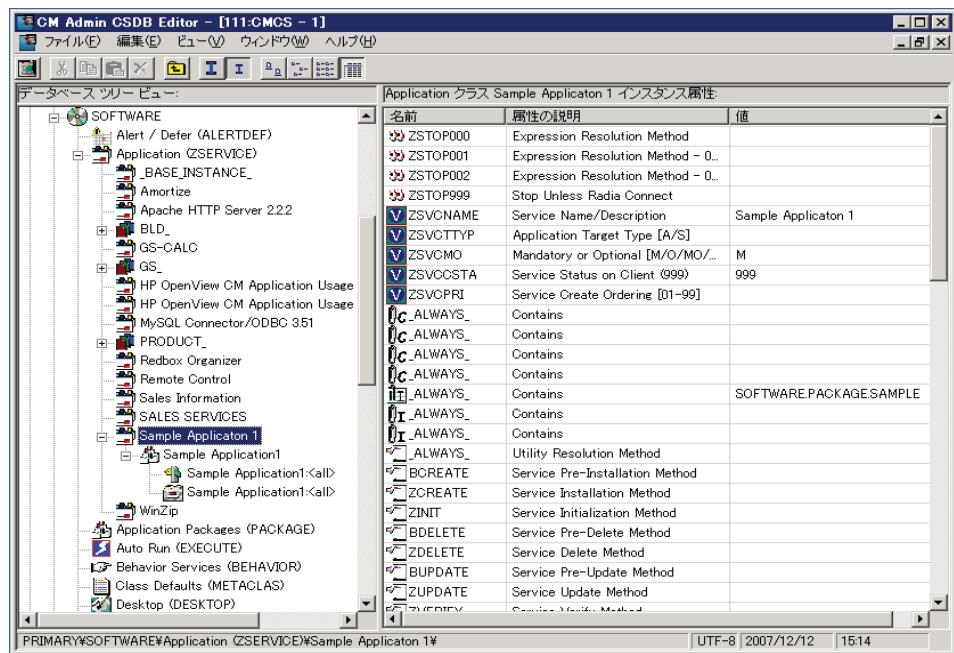 CM Admin CSDB Editor - [111:CMCS - 1]
ファイル(F) 編集(E) ビュー(V) ウィンドウ(W) ヘルプ(H)
データベース ツリー ビュー:
SOFTWARE
Alert / Defer (ALERTDEF)
Application (ZSERVICE)
_BASE_INSTANCE_
Amortize
Apache HTTP Server 2.2.2
BLD_
GS-CALC
GS_
HP OpenView CM Application Usage
HP OpenView CM Application Usage
MySQL Connector/ODBC 3.51
PRODUCT_
Redbox Organizer
Remote Control
Sales Information
SALES SERVICES
Sample Applicaton 1
Sample Application1
Sample Application1:<all>
Sample Application1:<all>
WinZip
Application Packages (PACKAGE)
Auto Run (EXECUTE)
Behavior Services (BEHAVIOR)
Class Defaults (METACLAS)
Desktop (DESKTOP)
Application クラス Sample Applicaton 1 インスタンス属性:
名前 属性の説明 値
ZSTOP000 Expression Resolution Method
ZSTOP001 Expression Resolution Method - 0...
ZSTOP002 Expression Resolution Method - 0...
ZSTOP999 Stop Unless Radia Connect
V ZSVCNAME Service Name/Description Sample Applicaton 1
V ZSVCTTYP Application Target Type [A/S]
V ZSVCMO Mandatory or Optional [M/O/MO/... M
V ZSVCCSTA Service Status on Client (999) 999
V ZSVCPRI Service Create Ordering [01-99]
C _ALWAYS_ Contains
C _ALWAYS_ Contains
C _ALWAYS_ Contains
C _ALWAYS_ Contains
I _ALWAYS_ Contains SOFTWARE.PACKAGE.SAMPLE
I _ALWAYS_ Contains
I _ALWAYS_ Contains
_ALWAYS_ Utility Resolution Method
BCREATE Service Pre-Installation Method
ZCREATE Service Installation Method
ZINIT Service Initialization Method
BDELETE Service Pre-Delete Method
ZDELETE Service Delete Method
BUPDATE Service Pre-Update Method
ZUPDATE Service Update Method
ZVERIFY Service Verify Method
PRIMARY¥SOFTWARE¥Application (ZSERVICE)¥Sample Applicaton 1¥ UTF-8 2007/12/12 15:14